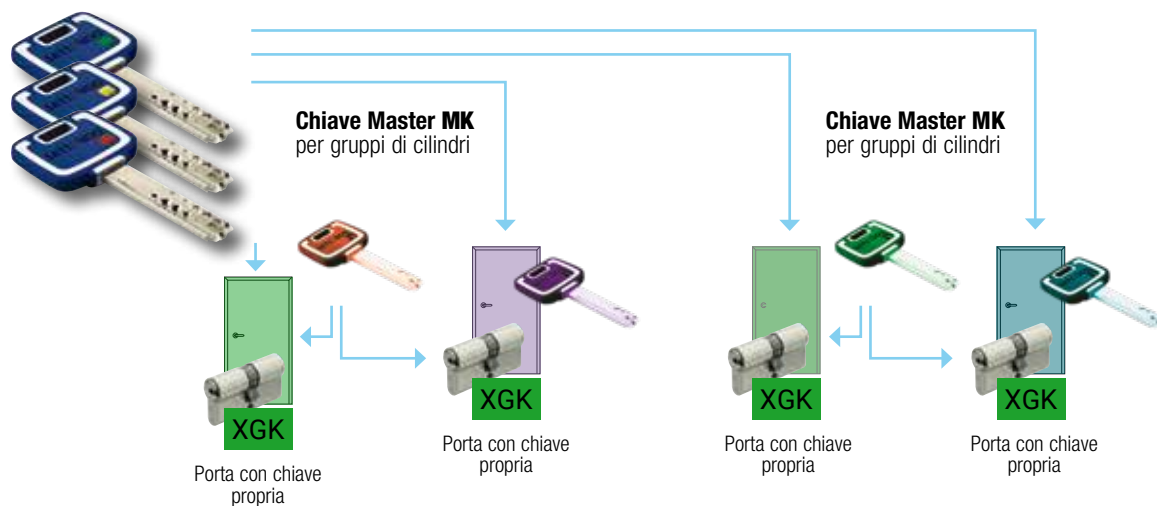 Chiave Master MK
per gruppi di cilindri
Chiave Master MK
per gruppi di cilindri
XGK
Porta con chiave
propria
XGK
Porta con chiave
propria
XGK
Porta con chiave
propria
XGK
Porta con chiave
propria